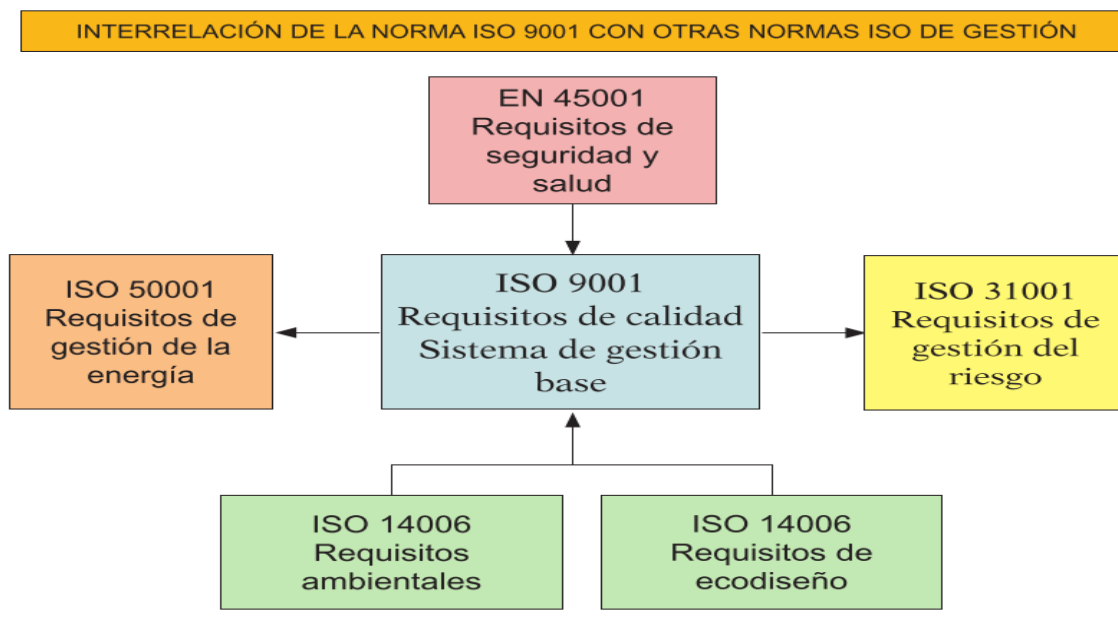 INTERRELACIÓN DE LA NORMA ISO 9001 CON OTRAS NORMAS ISO DE GESTIÓN
EN 45001
Requisitos de
seguridad y
salud
ISO 50001
Requisitos de
gestión de la
energía
ISO 9001
Requisitos de calidad
Sistema de gestión
base
ISO 31001
Requisitos de
gestión del
riesgo
ISO 14006
Requisitos
ambientales
ISO 14006
Requisitos de
ecodiseño